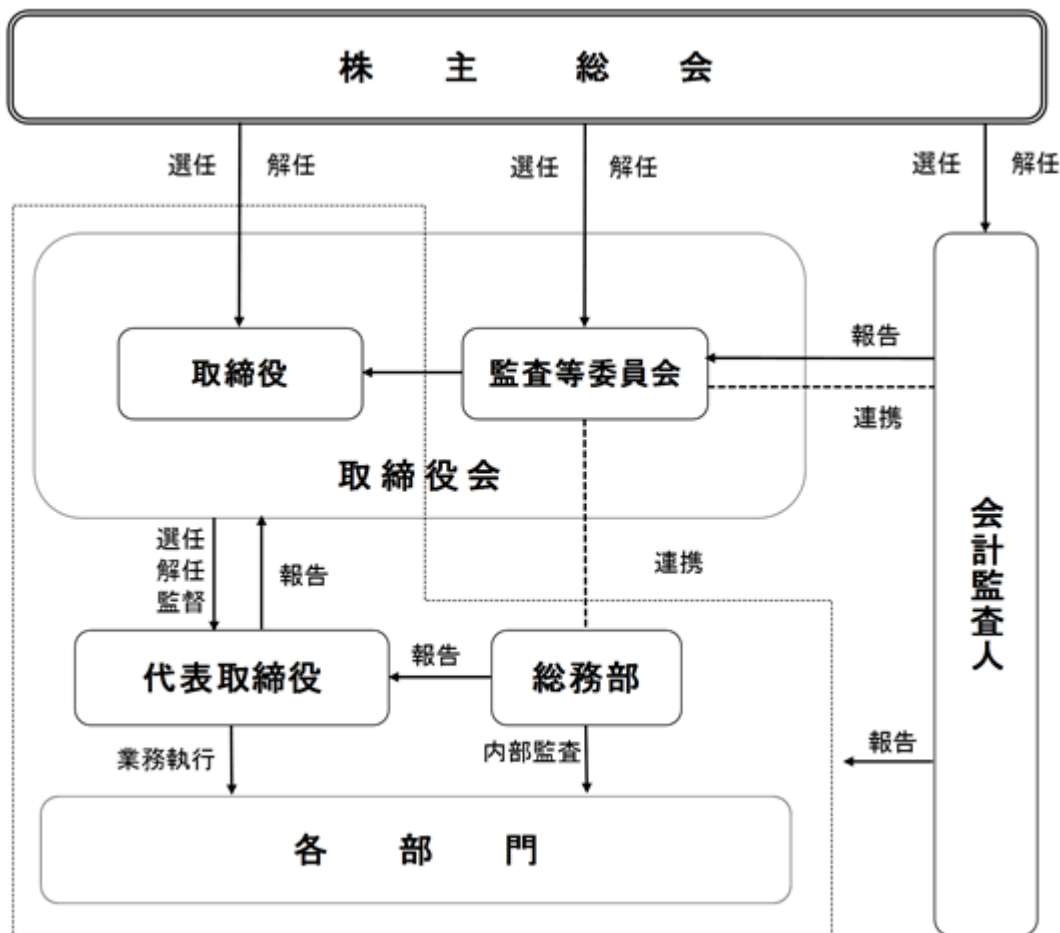 株主総会
選任 解任
選任 解任
選任 解任
取締役
監査等委員会
報告
連携
取締役会
選任
解任
監督
報告
連携
会計監査人
代表取締役
報告
総務部
業務執行
内部監査
報告
各部門